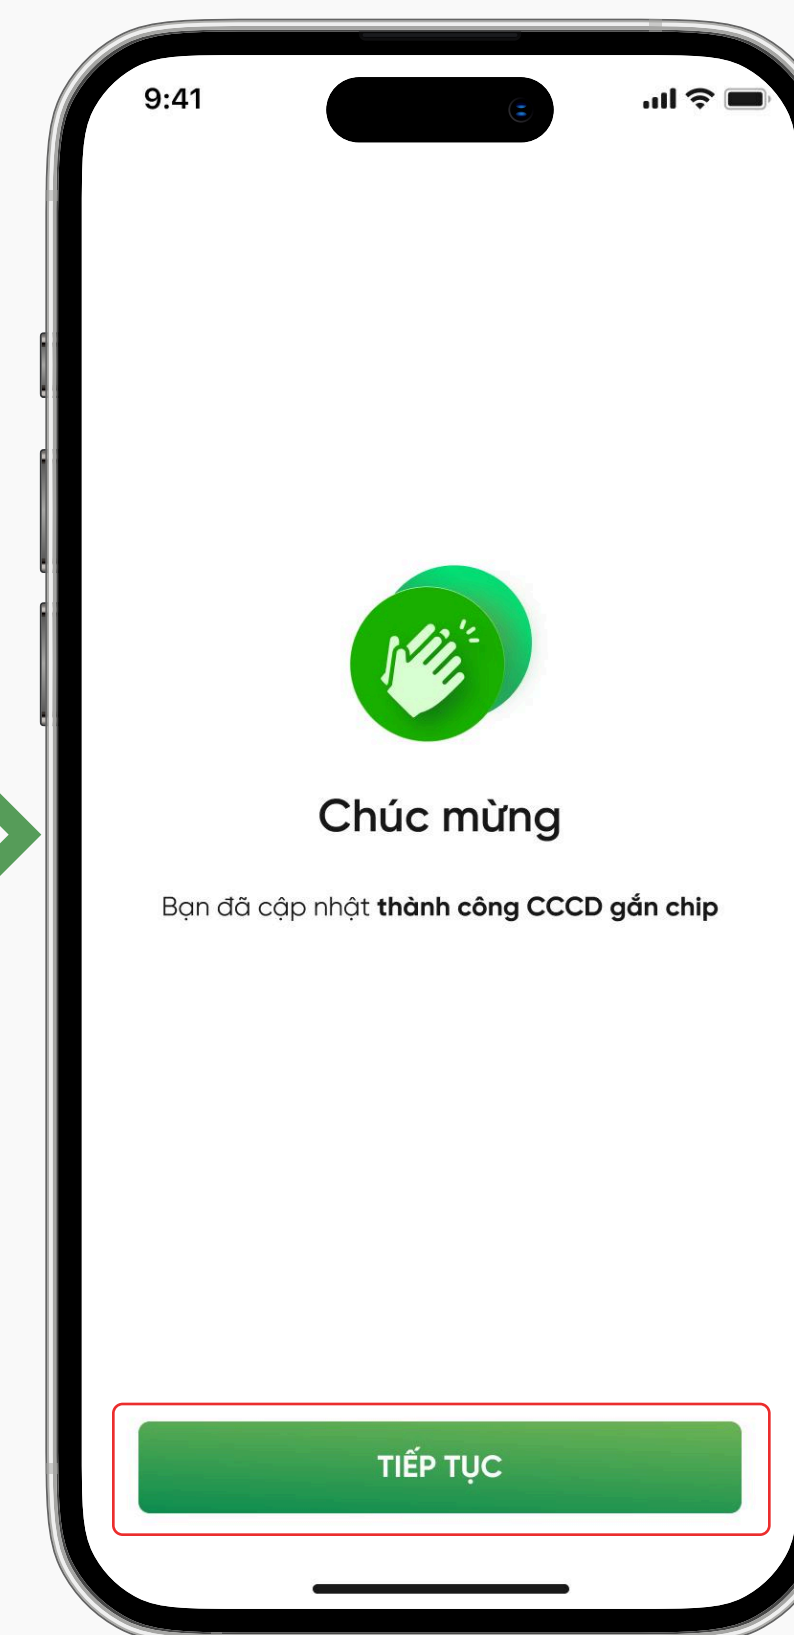 9:41
Chúc mừng
Bạn đã cập nhật thành công CCCD gắn chip
TIẾP TỤC